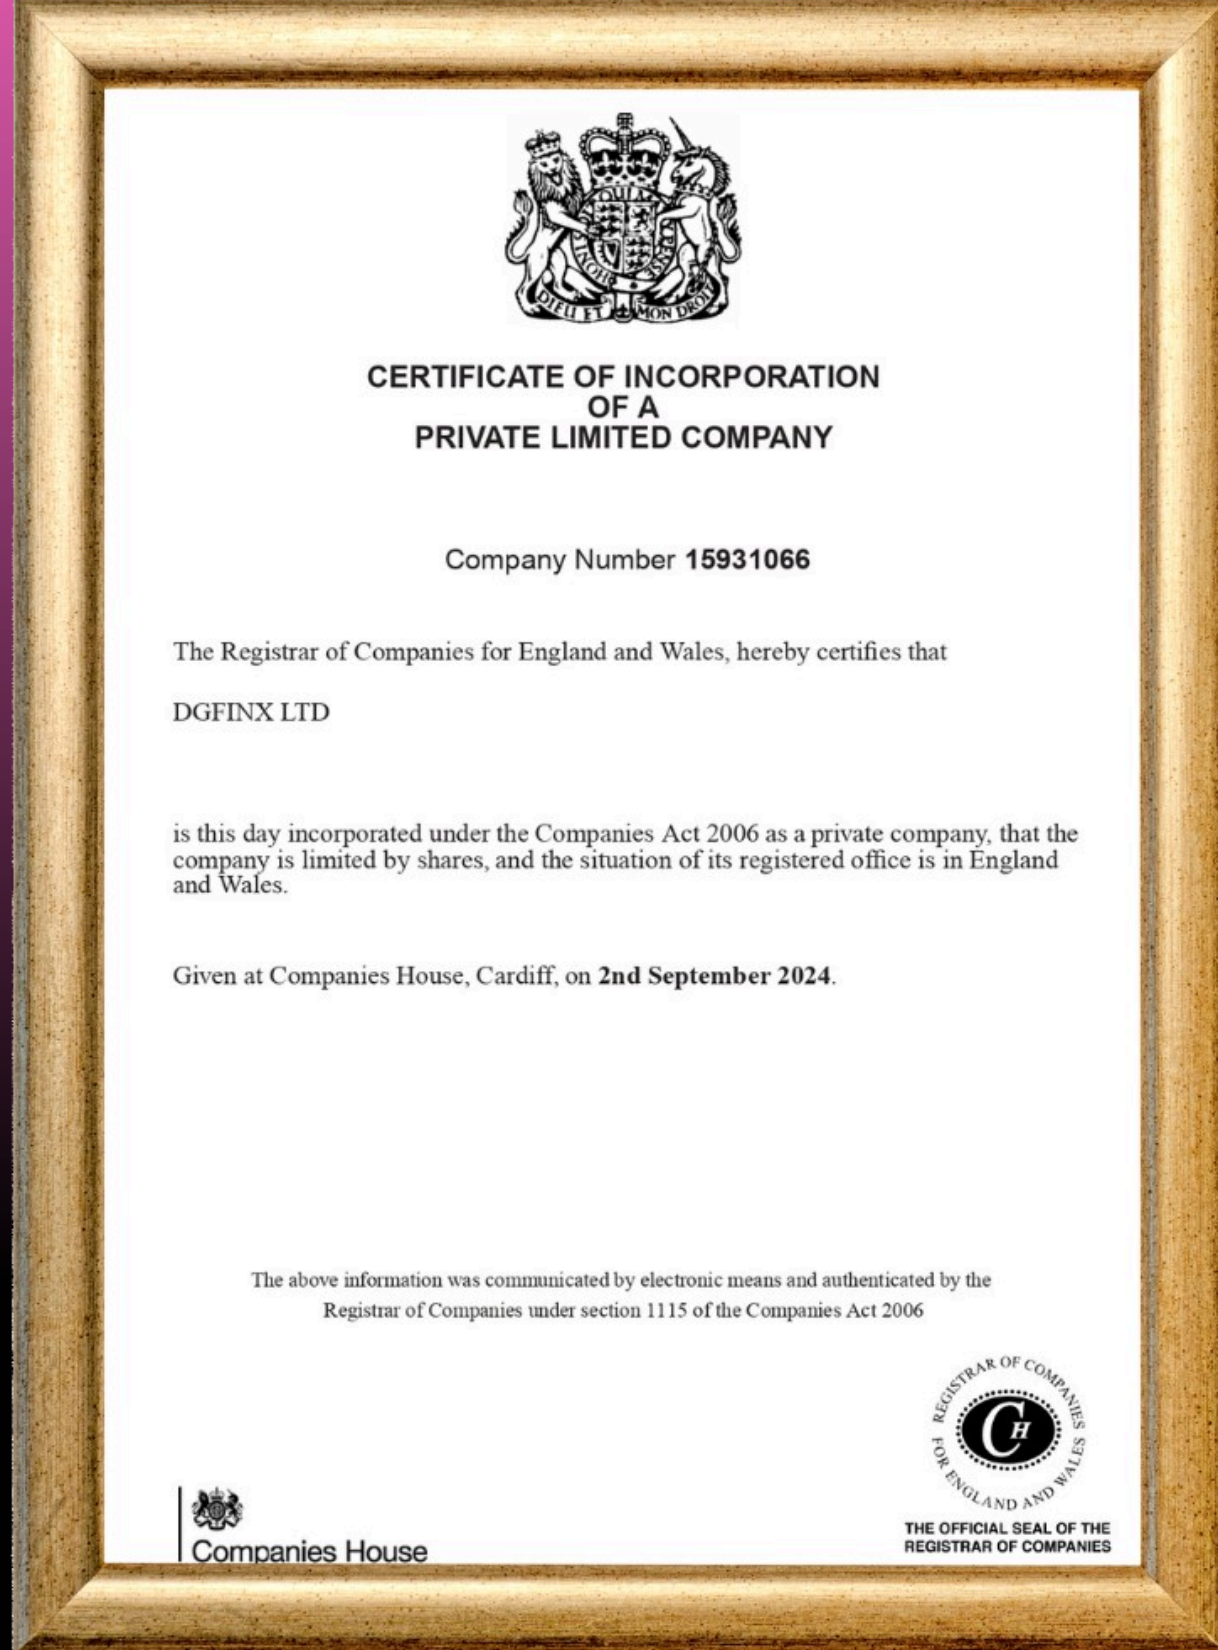 DIEU ET MON DROIT
CERTIFICATE OF INCORPORATION
OF A
PRIVATE LIMITED COMPANY
Company Number 15931066
The Registrar of Companies for England and Wales, hereby certifies that
DGFINX LTD
is this day incorporated under the Companies Act 2006 as a private company, that the
company is limited by shares, and the situation of its registered office is in England
and Wales.
Given at Companies House, Cardiff, on 2nd September 2024.
The above information was communicated by electronic means and authenticated by the
Registrar of Companies under section 1115 of the Companies Act 2006
REGISTRAR OF COMPANIES
FOR ENGLAND AND WALES
CH
THE OFFICIAL SEAL OF THE
REGISTRAR OF COMPANIES
Companies House